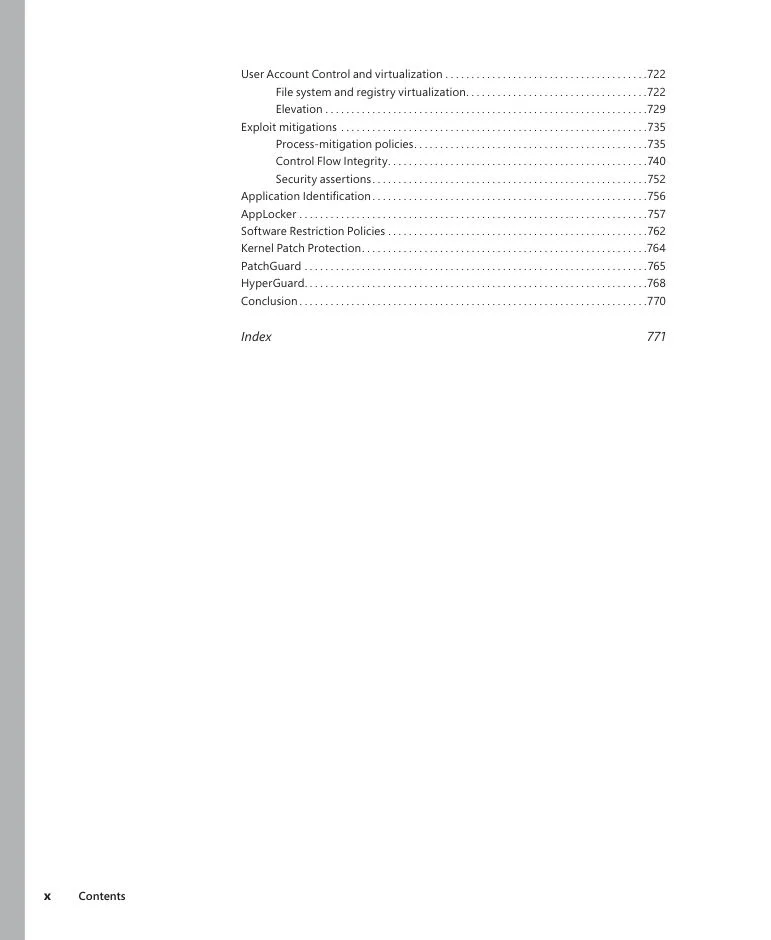 User Account Control and virtualization . . . . . . . . . . . . . . . . . . . . . . . . . . . . . . . . . . . . . . .722
File system and registry virtualization. . . . . . . . . . . . . . . . . . . . . . . . . . . . . . . . . . .722
Elevation . . . . . . . . . . . . . . . . . . . . . . . . . . . . . . . . . . . . . . . . . . . . . . . . . . . . . . . . . . . . . .729
Exploit mitigations . . . . . . . . . . . . . . . . . . . . . . . . . . . . . . . . . . . . . . . . . . . . . . . . . . . . . . . . . . .735
Process-mitigation policies. . . . . . . . . . . . . . . . . . . . . . . . . . . . . . . . . . . . . . . . . . . . .735
Control Flow Integrity. . . . . . . . . . . . . . . . . . . . . . . . . . . . . . . . . . . . . . . . . . . . . . . . . .740
Security assertions. . . . . . . . . . . . . . . . . . . . . . . . . . . . . . . . . . . . . . . . . . . . . . . . . . . . .752
Application Identification. . . . . . . . . . . . . . . . . . . . . . . . . . . . . . . . . . . . . . . . . . . . . . . . . . . . .756
AppLocker . . . . . . . . . . . . . . . . . . . . . . . . . . . . . . . . . . . . . . . . . . . . . . . . . . . . . . . . . . . . . . . . . . .757
Software Restriction Policies . . . . . . . . . . . . . . . . . . . . . . . . . . . . . . . . . . . . . . . . . . . . . . . . . .762
Kernel Patch Protection. . . . . . . . . . . . . . . . . . . . . . . . . . . . . . . . . . . . . . . . . . . . . . . . . . . . . . .764
PatchGuard . . . . . . . . . . . . . . . . . . . . . . . . . . . . . . . . . . . . . . . . . . . . . . . . . . . . . . . . . . . . . . . . . .765
HyperGuard. . . . . . . . . . . . . . . . . . . . . . . . . . . . . . . . . . . . . . . . . . . . . . . . . . . . . . . . . . . . . . . . . .768
Conclusion . . . . . . . . . . . . . . . . . . . . . . . . . . . . . . . . . . . . . . . . . . . . . . . . . . . . . . . . . . . . . . . . . . .770
Index 771
x Contents